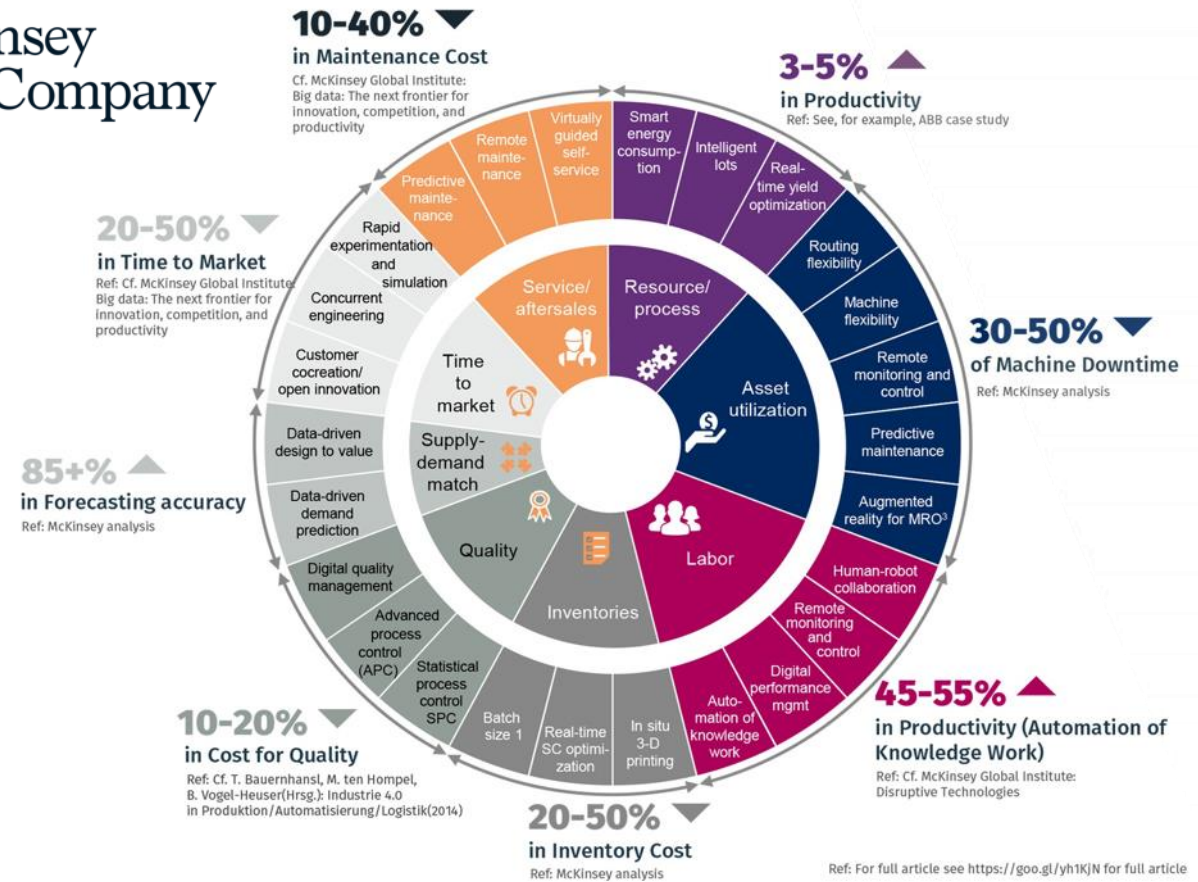 nsey
Company
10-40%
in Maintenance Cost
Cf. McKinsey Global Institute:
Big data: The next frontier for
innovation, competition, and
productivity
3-5%
in Productivity
Ref: See, for example, ABB case study
20-50%
in Time to Market
Ref: Cf. McKinsey Global Institute:
Big data: The next frontier for
innovation, competition, and
productivity
30-50%
of Machine Downtime
Ref: McKinsey analysis
85+%
in Forecasting accuracy
Ref: McKinsey analysis
45-55%
in Productivity (Automation of
Knowledge Work)
Ref: Cf. McKinsey Global Institute:
Disruptive Technologies
10-20%
in Cost for Quality
Ref: Cf. T. Bauernhansl, M. ten Hompel,
B. Vogel-Heuser(Hrsg.): Industrie 4.0
in Produktion/Automatisierung/Logistik(2014)
20-50%
in Inventory Cost
Ref: McKinsey analysis
Ref: For full article see https://goo.gl/yh1KjN for full article
Predictive
mainte-
nance
Remote
mainte-
nance
Virtually
guided
self-
service
Smart
energy
consump-
tion
Intelligent
lots
Real-
time yield
optimization
Routing
flexibility
Machine
flexibility
Remote
monitoring and
control
Predictive
maintenance
Augmented
reality for MRO³
Human-robot
collaboration
Remote
monitoring
and
control
Digital
performance
mgmt
Auto-
mation of
knowledge
work
In situ
3-D
printing
Real-time
SC optimi-
zation
Batch
size 1
Statistical
process
control
SPC
Advanced
process
control
(APC)
Digital quality
management
Data-driven
demand
prediction
Data-driven
design to value
Customer
cocreation/
open innovation
Concurrent
engineering
Rapid
experimentation
and
simulation
Service/
aftersales
Resource/
process
Asset
utilization
$
Labor
Inventories
Quality
Supply-
demand
match
Time
to
market